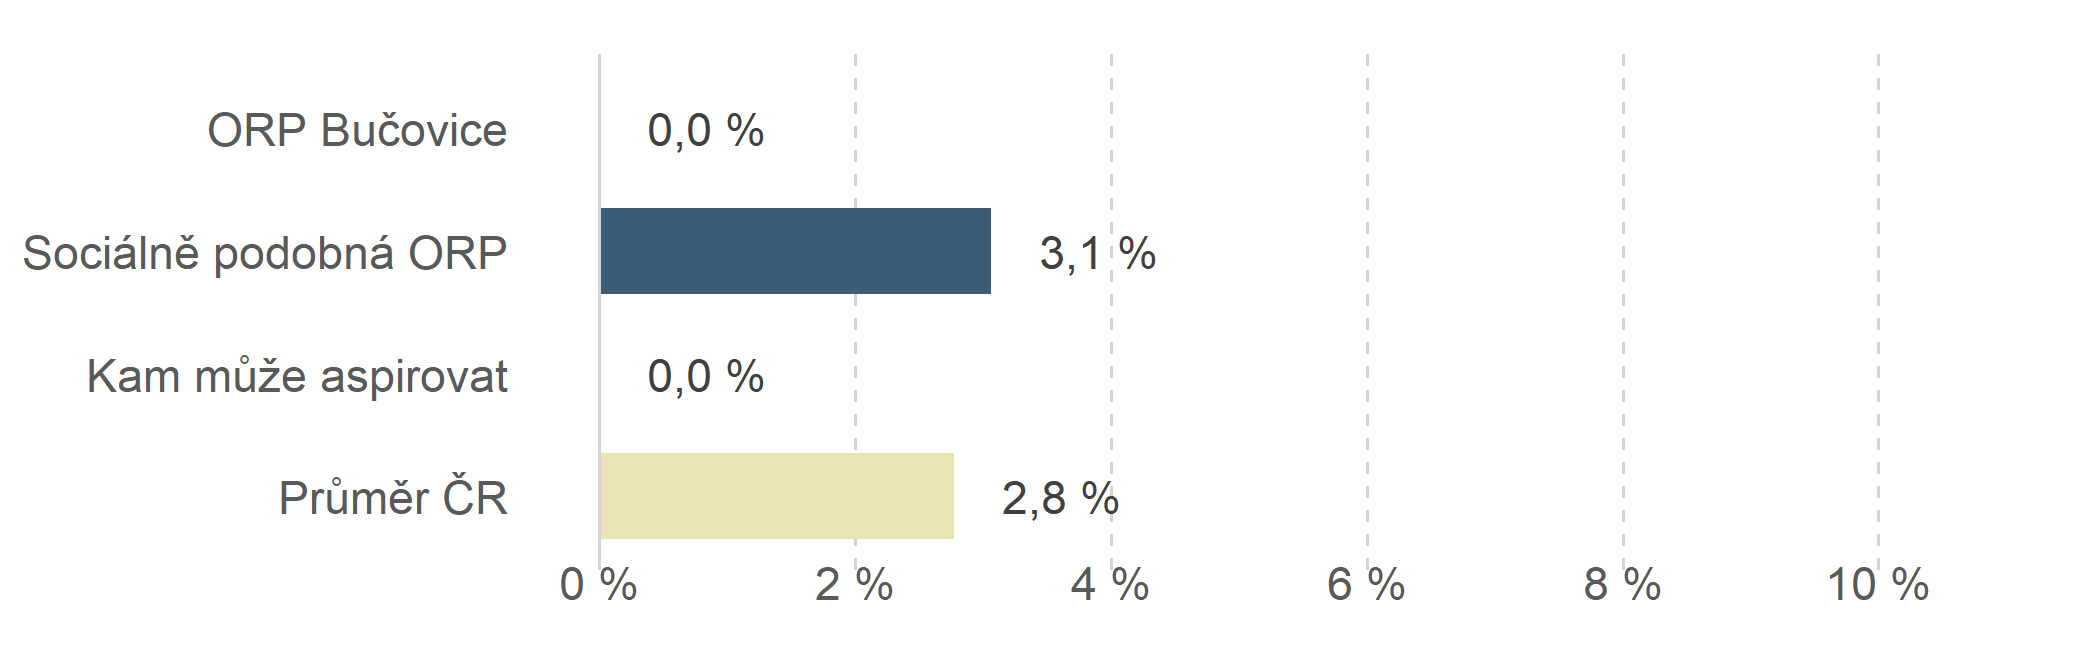 ORP Bučovice 0,0 %
Sociálně podobná ORP 3,1 %
Kam může aspirovat 0,0 %
Průměr ČR 2,8 %
0 % 2 % 4 % 6 % 8 % 10 %